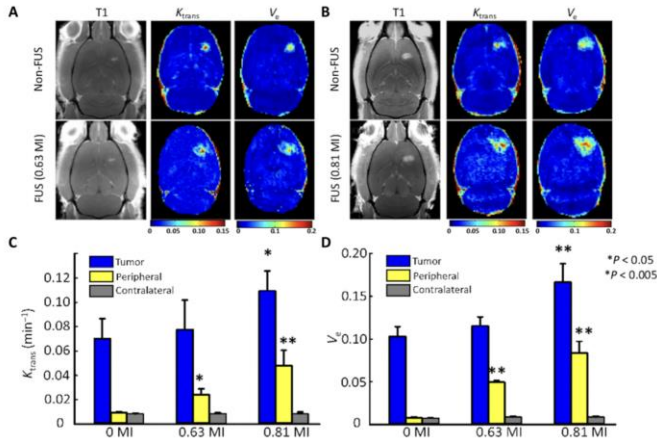 A T1 Ktrans Ve
Non-FUS
FUS (0.63 MI)
0 0.05 0.10 0.15 0 0.1 0.2
B T1 Ktrans Ve
Non-FUS
FUS (0.81 MI)
0 0.05 0.10 0.15 0 0.1 0.2
C
Ktrans (min⁻¹)
0.12
0.10
0.08
0.06
0.04
0.02
0
Tumor
Peripheral
Contralateral
*
*
**
0 MI 0.63 MI 0.81 MI
D
Ve
0.20
0.15
0.10
0.05
0
Tumor
Peripheral
Contralateral
**
**
**
*P < 0.05
*P < 0.005
0 MI 0.63 MI 0.81 MI